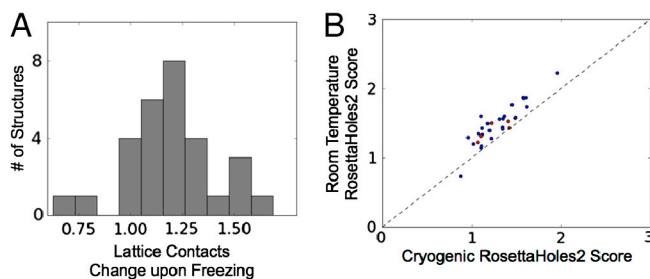 A
# of Structures
8
4
0
0.75 1.00 1.25 1.50
Lattice Contacts
Change upon Freezing
B
Room Temperature
RosettaHoles2 Score
3
2
1
0
0 1 2 3
Cryogenic RosettaHoles2 Score